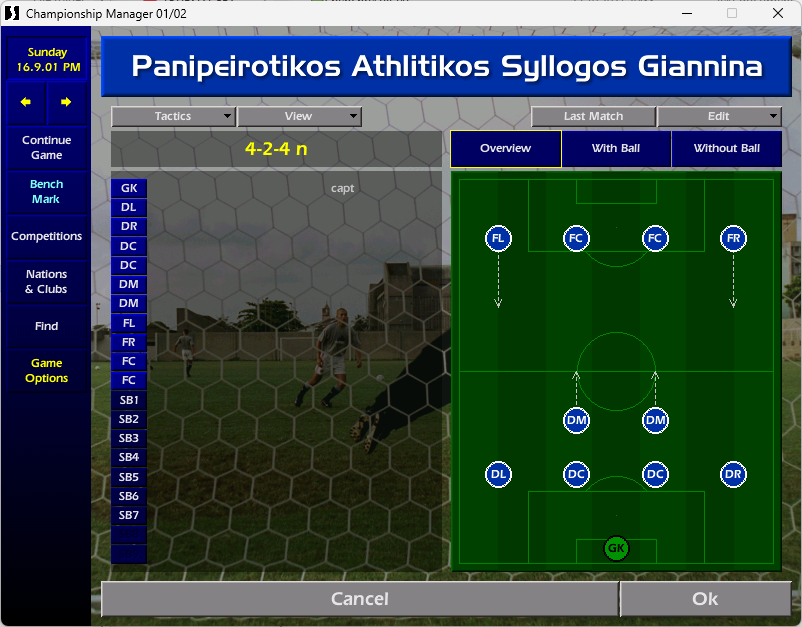 Championship Manager 01/02
Sunday
16.9.01 PM
Continue
Game
Bench
Mark
Competitions
Nations
& Clubs
Find
Game
Options
Panipeirotikos Athlitikos Syllogos Giannina
Tactics
View
Last Match
Edit
4-2-4 n
Overview
With Ball
Without Ball
GK
capt
DL
DR
DC
DC
DM
DM
FL
FR
FC
FC
SB1
SB2
SB3
SB4
SB5
SB6
SB7
FL
FC
FC
FR
DM
DM
DL
DC
DC
DR
GK
Cancel
Ok